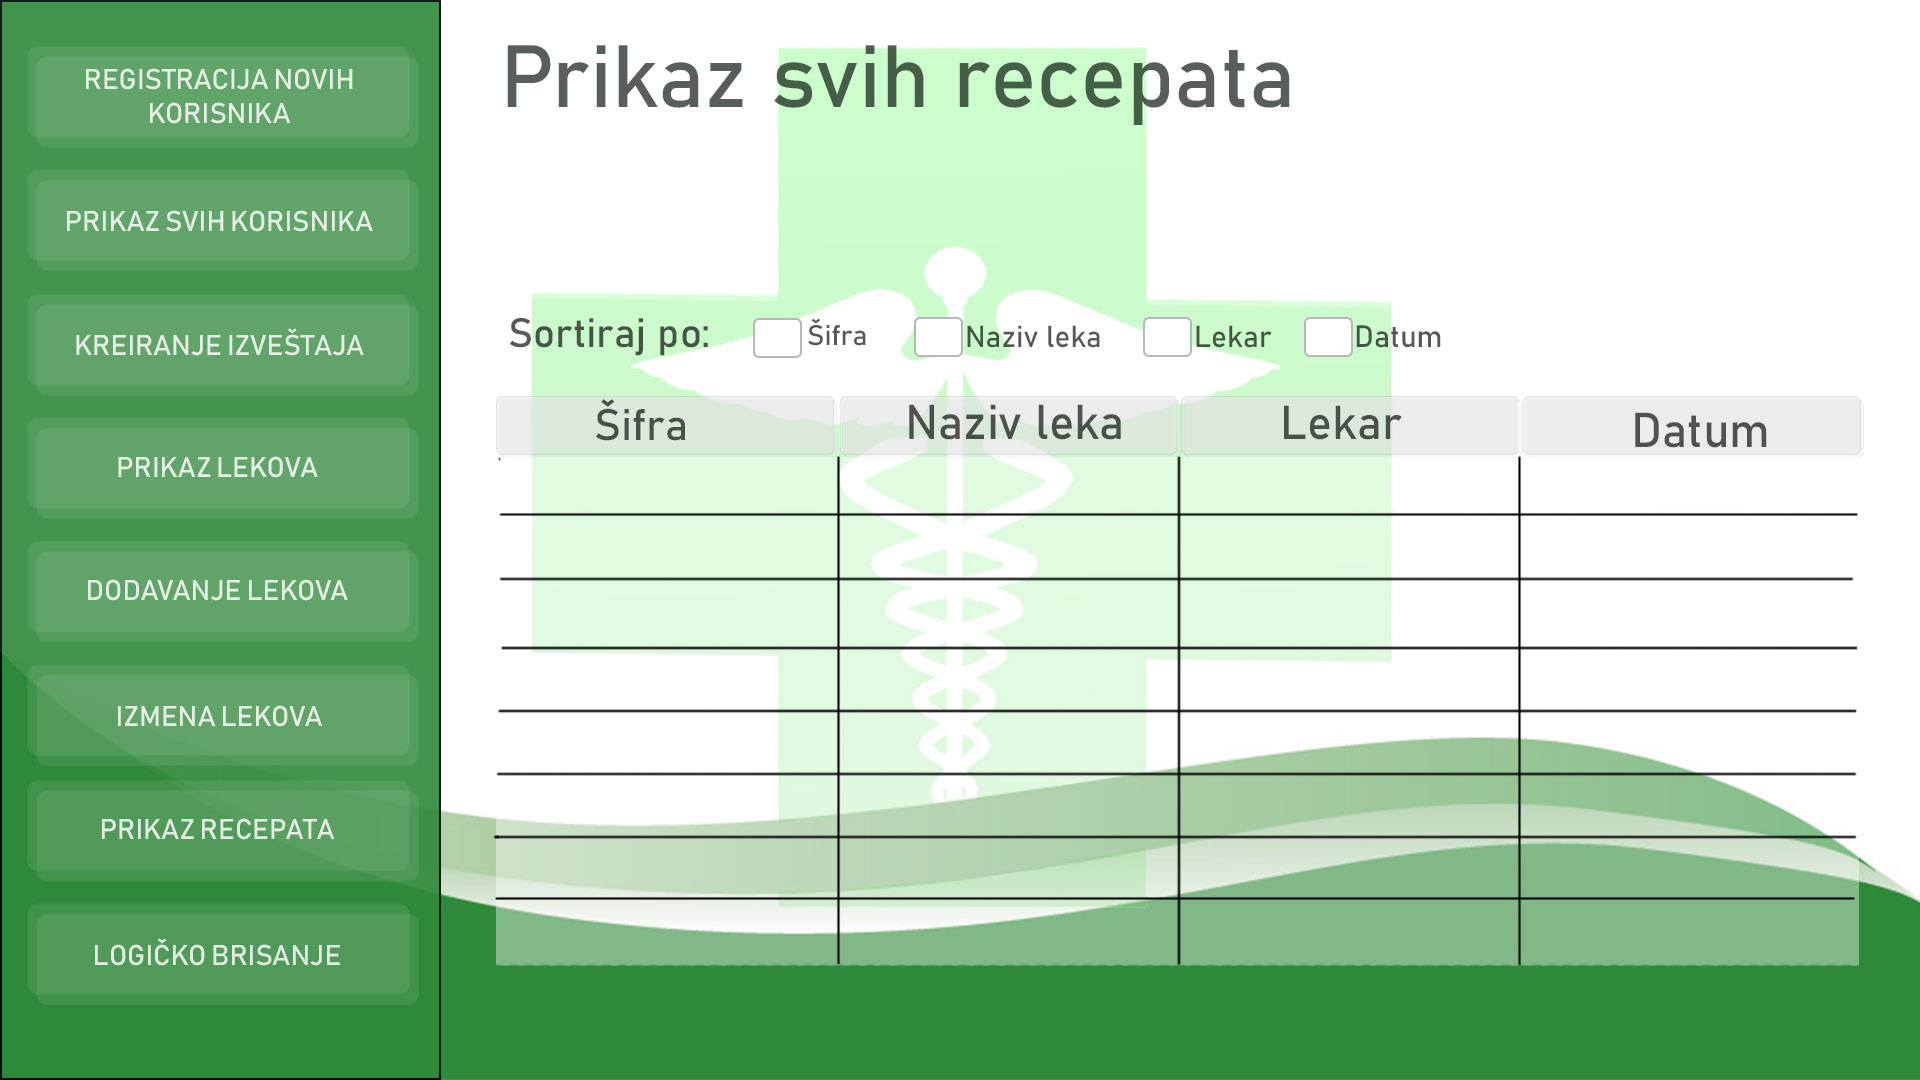 REGISTRACIJA NOVIH
KORISNIKA
PRIKAZ SVIH KORISNIKA
KREIRANJE IZVEŠTAJA
PRIKAZ LEKOVA
DODAVANJE LEKOVA
IZMENA LEKOVA
PRIKAZ RECEPATA
LOGIČKO BRISANJE
Prikaz svih recepata
Sortiraj po: Šifra Naziv leka Lekar Datum
Šifra Naziv leka Lekar Datum